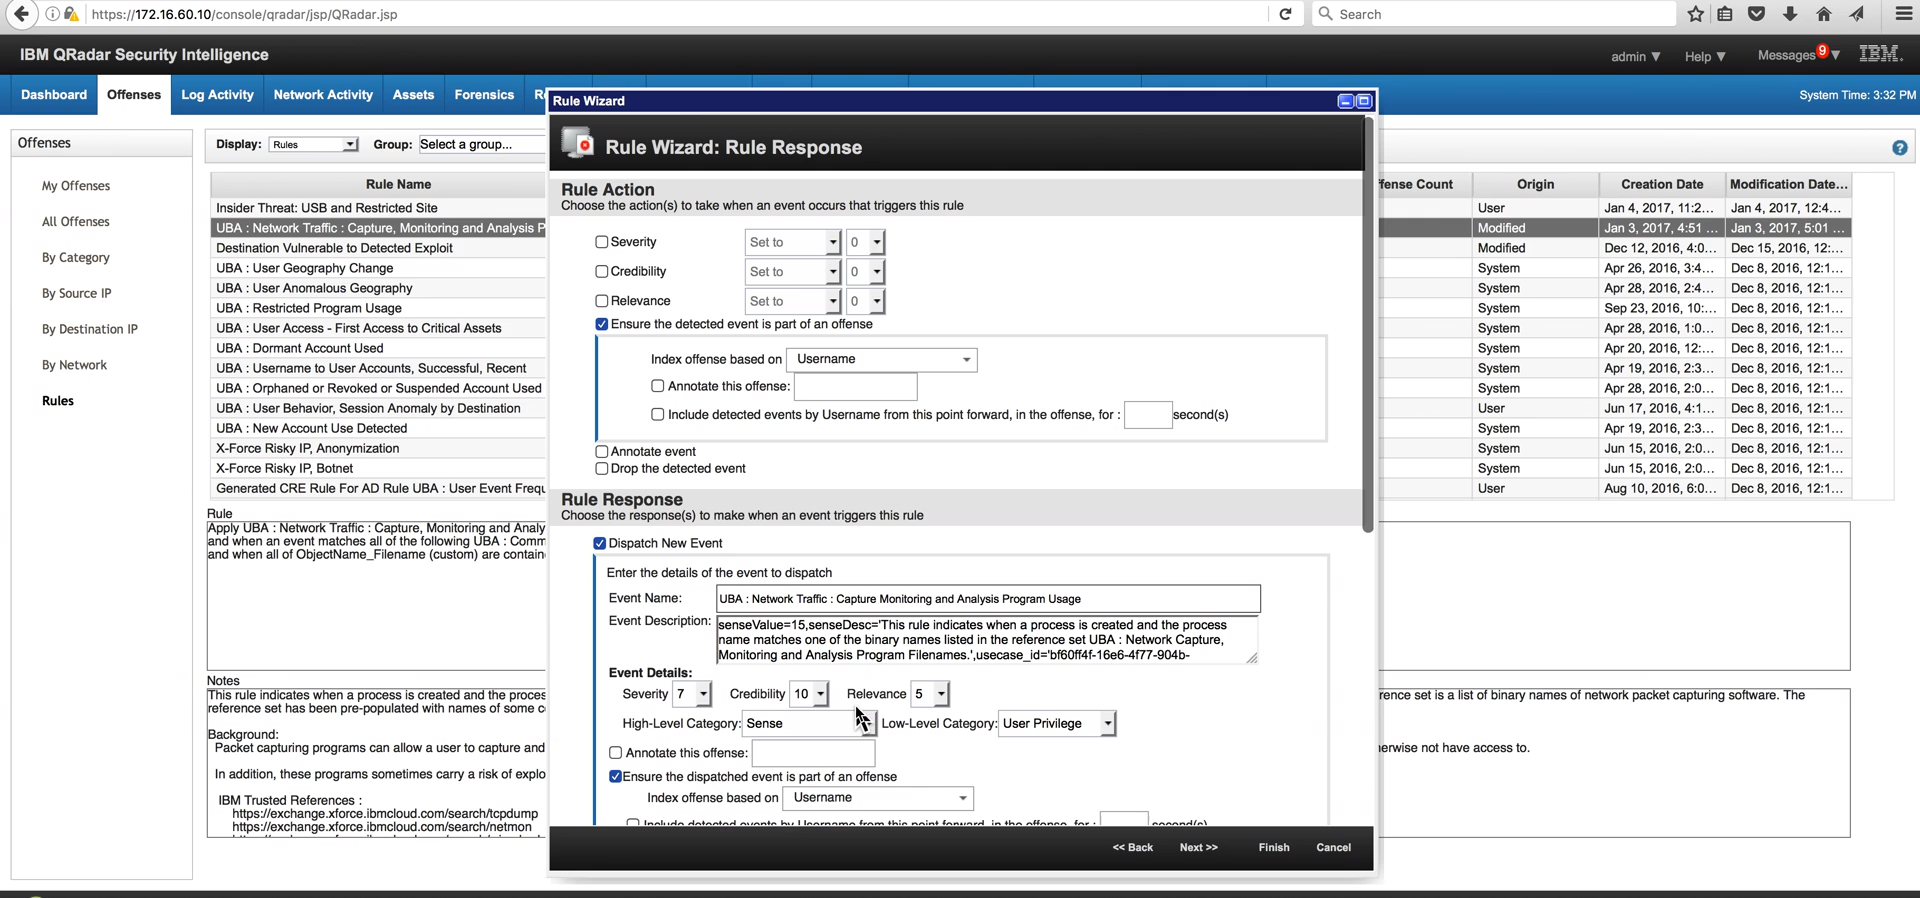 https://172.16.60.10/console/qradar/jsp/QRadar.jsp
Search
IBM QRadar Security Intelligence
admin
Help
Messages 9
IBM
Dashboard
Offenses
Log Activity
Network Activity
Assets
Forensics
System Time: 3:32 PM
Offenses
My Offenses
All Offenses
By Category
By Source IP
By Destination IP
By Network
Rules
Display: Rules Group: Select a group...
Rule Name
Insider Threat: USB and Restricted Site
UBA : Network Traffic : Capture, Monitoring and Analysis P
Destination Vulnerable to Detected Exploit
UBA : User Geography Change
UBA : User Anomalous Geography
UBA : Restricted Program Usage
UBA : User Access - First Access to Critical Assets
UBA : Dormant Account Used
UBA : Username to User Accounts, Successful, Recent
UBA : Orphaned or Revoked or Suspended Account Used
UBA : User Behavior, Session Anomaly by Destination
UBA : New Account Use Detected
X-Force Risky IP, Anonymization
X-Force Risky IP, Botnet
Generated CRE Rule For AD Rule UBA : User Event Frequ
Rule
Apply UBA : Network Traffic : Capture, Monitoring and Analy
and when an event matches all of the following UBA : Comm
and when all of ObjectName_Filename (custom) are contain
Notes
This rule indicates when a process is created and the proces
reference set has been pre-populated with names of some c
Background:
Packet capturing programs can allow a user to capture and
In addition, these programs sometimes carry a risk of explo
IBM Trusted References :
https://exchange.xforce.ibmcloud.com/search/tcpdump
https://exchange.xforce.ibmcloud.com/search/netmon
Rule Wizard
Rule Wizard: Rule Response
Rule Action
Choose the action(s) to take when an event occurs that triggers this rule
Severity Set to 0
Credibility Set to 0
Relevance Set to 0
Ensure the detected event is part of an offense
Index offense based on Username
Annotate this offense:
Include detected events by Username from this point forward, in the offense, for : second(s)
Annotate event
Drop the detected event
Rule Response
Choose the response(s) to make when an event triggers this rule
Dispatch New Event
Enter the details of the event to dispatch
Event Name: UBA : Network Traffic : Capture Monitoring and Analysis Program Usage
Event Description: senseValue=15,senseDesc='This rule indicates when a process is created and the process
name matches one of the binary names listed in the reference set UBA : Network Capture,
Monitoring and Analysis Program Filenames.',usecase_id='bf60ff4f-16e6-4f77-904b-
Event Details:
Severity 7 Credibility 10 Relevance 5
High-Level Category: Sense Low-Level Category: User Privilege
Annotate this offense:
Ensure the dispatched event is part of an offense
Index offense based on Username
Include detected events by Username from this point forward, in the offense, for : second(s)
<< Back
Next >>
Finish
Cancel
fense Count Origin Creation Date Modification Date...
User Jan 4, 2017, 11:2... Jan 4, 2017, 12:4...
Modified Jan 3, 2017, 4:51 ... Jan 3, 2017, 5:01 ...
Modified Dec 12, 2016, 4:0... Dec 15, 2016, 12:...
System Apr 26, 2016, 3:4... Dec 8, 2016, 12:1...
System Apr 28, 2016, 2:4... Dec 8, 2016, 12:1...
System Sep 23, 2016, 10:... Dec 8, 2016, 12:1...
System Apr 28, 2016, 1:0... Dec 8, 2016, 12:1...
System Apr 20, 2016, 12:... Dec 8, 2016, 12:1...
System Apr 19, 2016, 2:3... Dec 8, 2016, 12:1...
System Apr 28, 2016, 2:0... Dec 8, 2016, 12:1...
User Jun 17, 2016, 4:1... Dec 8, 2016, 12:1...
System Apr 19, 2016, 2:3... Dec 8, 2016, 12:1...
System Jun 15, 2016, 2:0... Dec 8, 2016, 12:1...
System Jun 15, 2016, 2:0... Dec 8, 2016, 12:1...
User Aug 10, 2016, 6:0... Dec 8, 2016, 12:1...
rence set is a list of binary names of network packet capturing software. The
erwise not have access to.